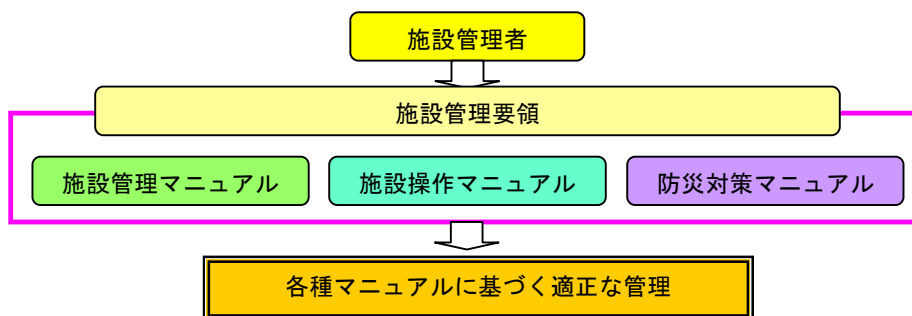 施設管理者
施設管理要領
施設管理マニュアル 施設操作マニュアル 防災対策マニュアル
各種マニュアルに基づく適正な管理